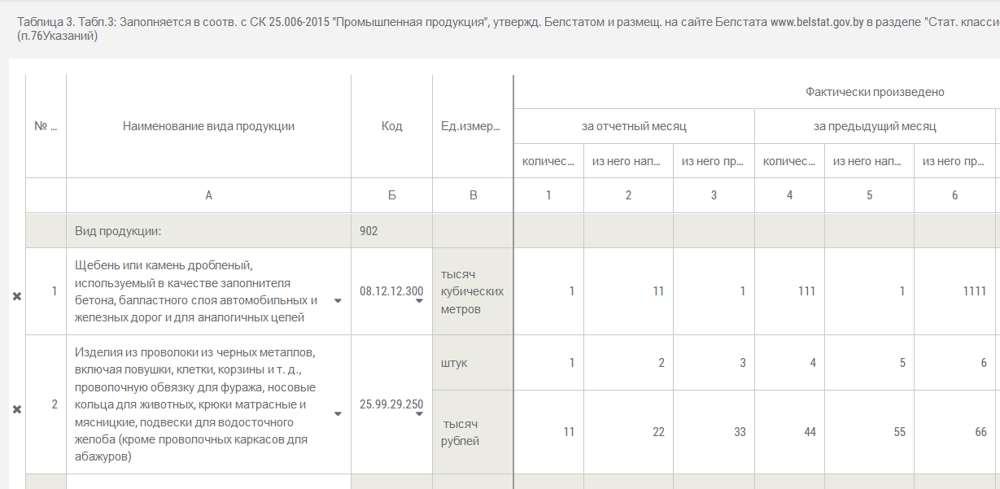 Таблица 3. Табл.3: Заполняется в соотв. с СК 25.006-2015 "Промышленная продукция", утвержд. Белстатом и размещ. на сайте Белстата www.belstat.gov.by в разделе "Стат. класси
(п.76Указаний)
Фактически произведено
№ ... Наименование вида продукции Код Ед.измер... за отчетный месяц за предыдущий месяц
количес... из него нап... из него пр... количес... из него нап... из него пр...
А Б В 1 2 3 4 5 6
Вид продукции: 902
Щебень или камень дробленый,
используемый в качестве заполнителя
бетона, балластного слоя автомобильных и
железных дорог и для аналогичных целей
1 08.12.12.300
тысяч
кубических
метров
1 11 1 111 1 1111
Изделия из проволоки из черных металлов,
включая ловушки, клетки, корзины и т. д.,
проволочную обвязку для фуража, носовые
кольца для животных, крюки матрасные и
мясницкие, подвески для водосточного
желоба (кроме проволочных каркасов для
абажуров)
2 25.99.29.250
штук 1 2 3 4 5 6
тысяч
рублей
11 22 33 44 55 66